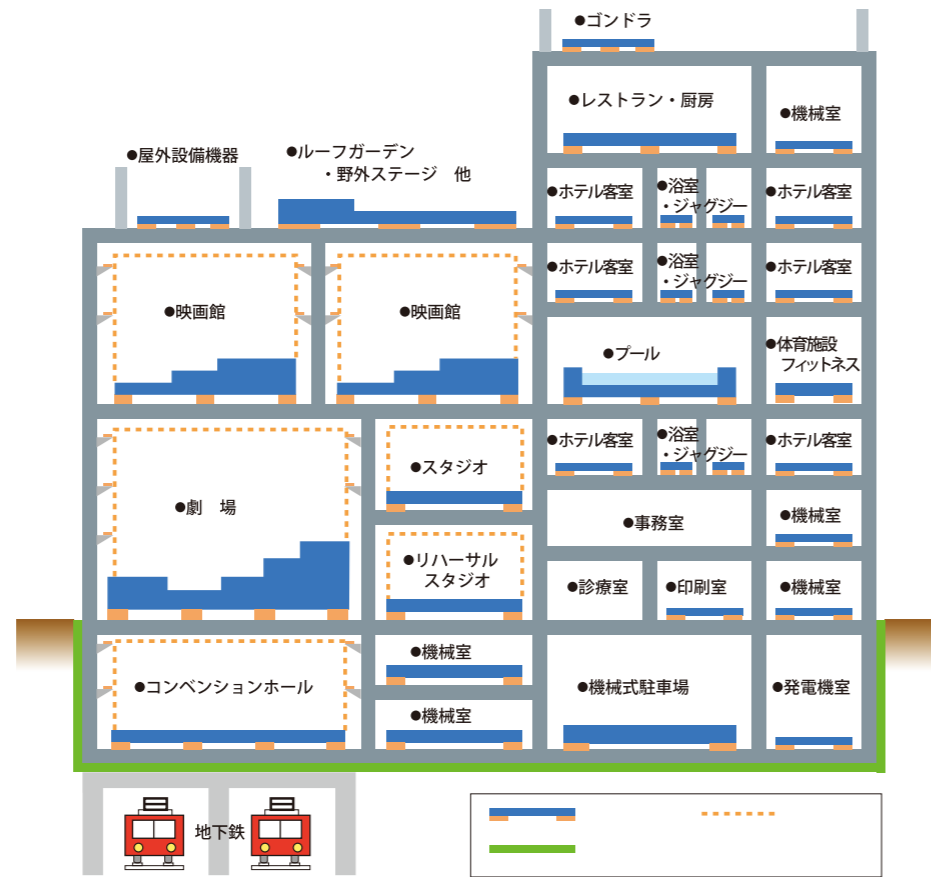 ●ゴンドラ
●レストラン・厨房
●機械室
●屋外設備機器
●ルーフガーデン
・野外ステージ　他
●ホテル客室
●浴室
・ジャグジー
●ホテル客室
●ホテル客室
●浴室
・ジャグジー
●ホテル客室
●映画館
●映画館
●プール
●体育施設
フィットネス
●ホテル客室
●浴室
・ジャグジー
●ホテル客室
●スタジオ
●劇　場
●事務室
●機械室
●リハーサル
スタジオ
●診療室
●印刷室
●機械室
●コンベンションホール
●機械室
●機械室
●機械式駐車場
●発電機室
地下鉄